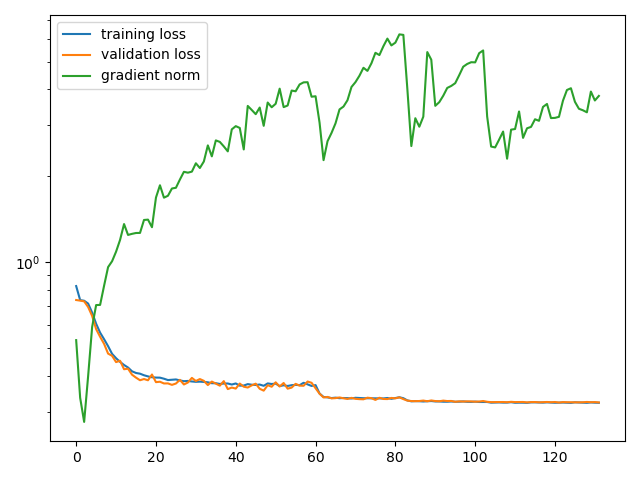 training loss
validation loss
gradient norm
10⁰
0 20 40 60 80 100 120